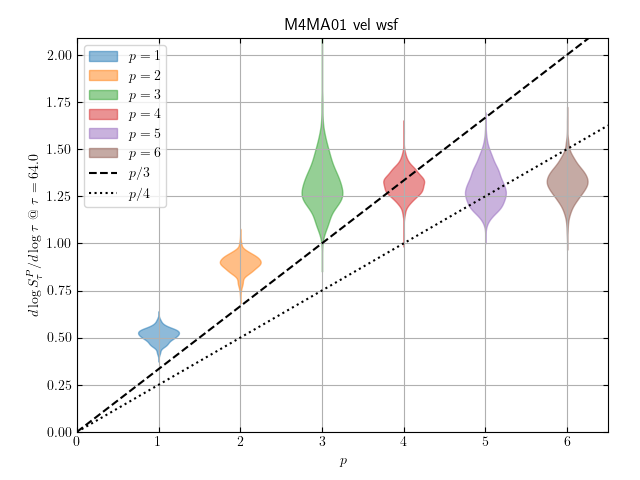 M4MA01 vel wsf
d log S_τ^P / d log τ @ τ = 64.0
2.00
1.75
1.50
1.25
1.00
0.75
0.50
0.25
0.00
p = 1
p = 2
p = 3
p = 4
p = 5
p = 6
p/3
p/4
0 1 2 3 4 5 6
p